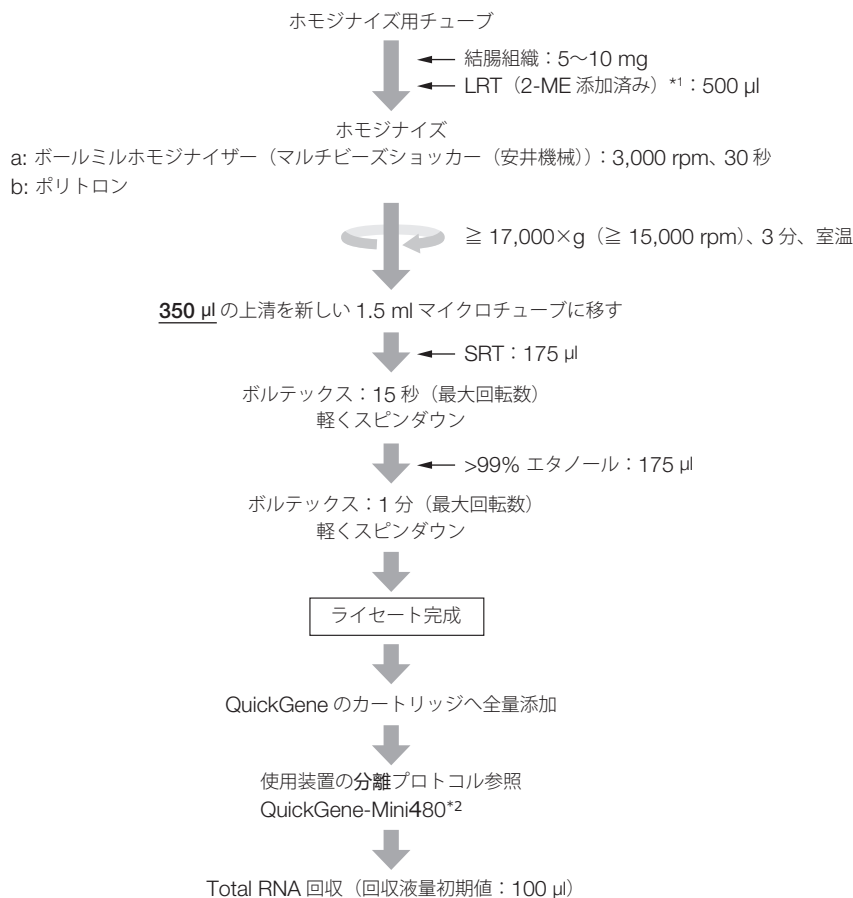 ホモジナイズ用チューブ
結腸組織：5～10 mg
LRT（2-ME 添加済み）*1：500 µl
ホモジナイズ
a: ボールミルホモジナイザー（マルチビーズショッカー（安井機械））：3,000 rpm、30 秒
b: ポリトロン
≧ 17,000×g（≧ 15,000 rpm）、3 分、室温
350 µl の上清を新しい 1.5 ml マイクロチューブに移す
SRT：175 µl
ボルテックス：15 秒（最大回転数）
軽くスピンダウン
>99% エタノール：175 µl
ボルテックス：1 分（最大回転数）
軽くスピンダウン
ライセート完成
QuickGene のカートリッジへ全量添加
使用装置の分離プロトコル参照
QuickGene-Mini480*2
Total RNA 回収（回収液量初期値：100 µl）